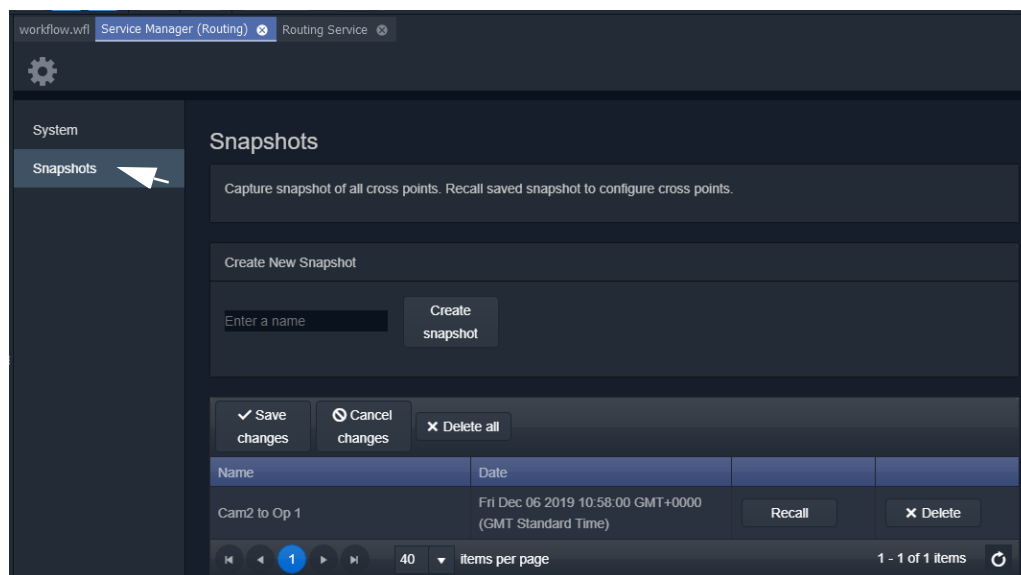 workflow.wfl Service Manager (Routing) Routing Service
System
Snapshots
Snapshots
Capture snapshot of all cross points. Recall saved snapshot to configure cross points.
Create New Snapshot
Enter a name
Create
snapshot
Save
changes
Cancel
changes
Delete all
Name Date
Cam2 to Op 1
Fri Dec 06 2019 10:58:00 GMT+0000
(GMT Standard Time)
Recall
Delete
1
40 items per page
1 - 1 of 1 items